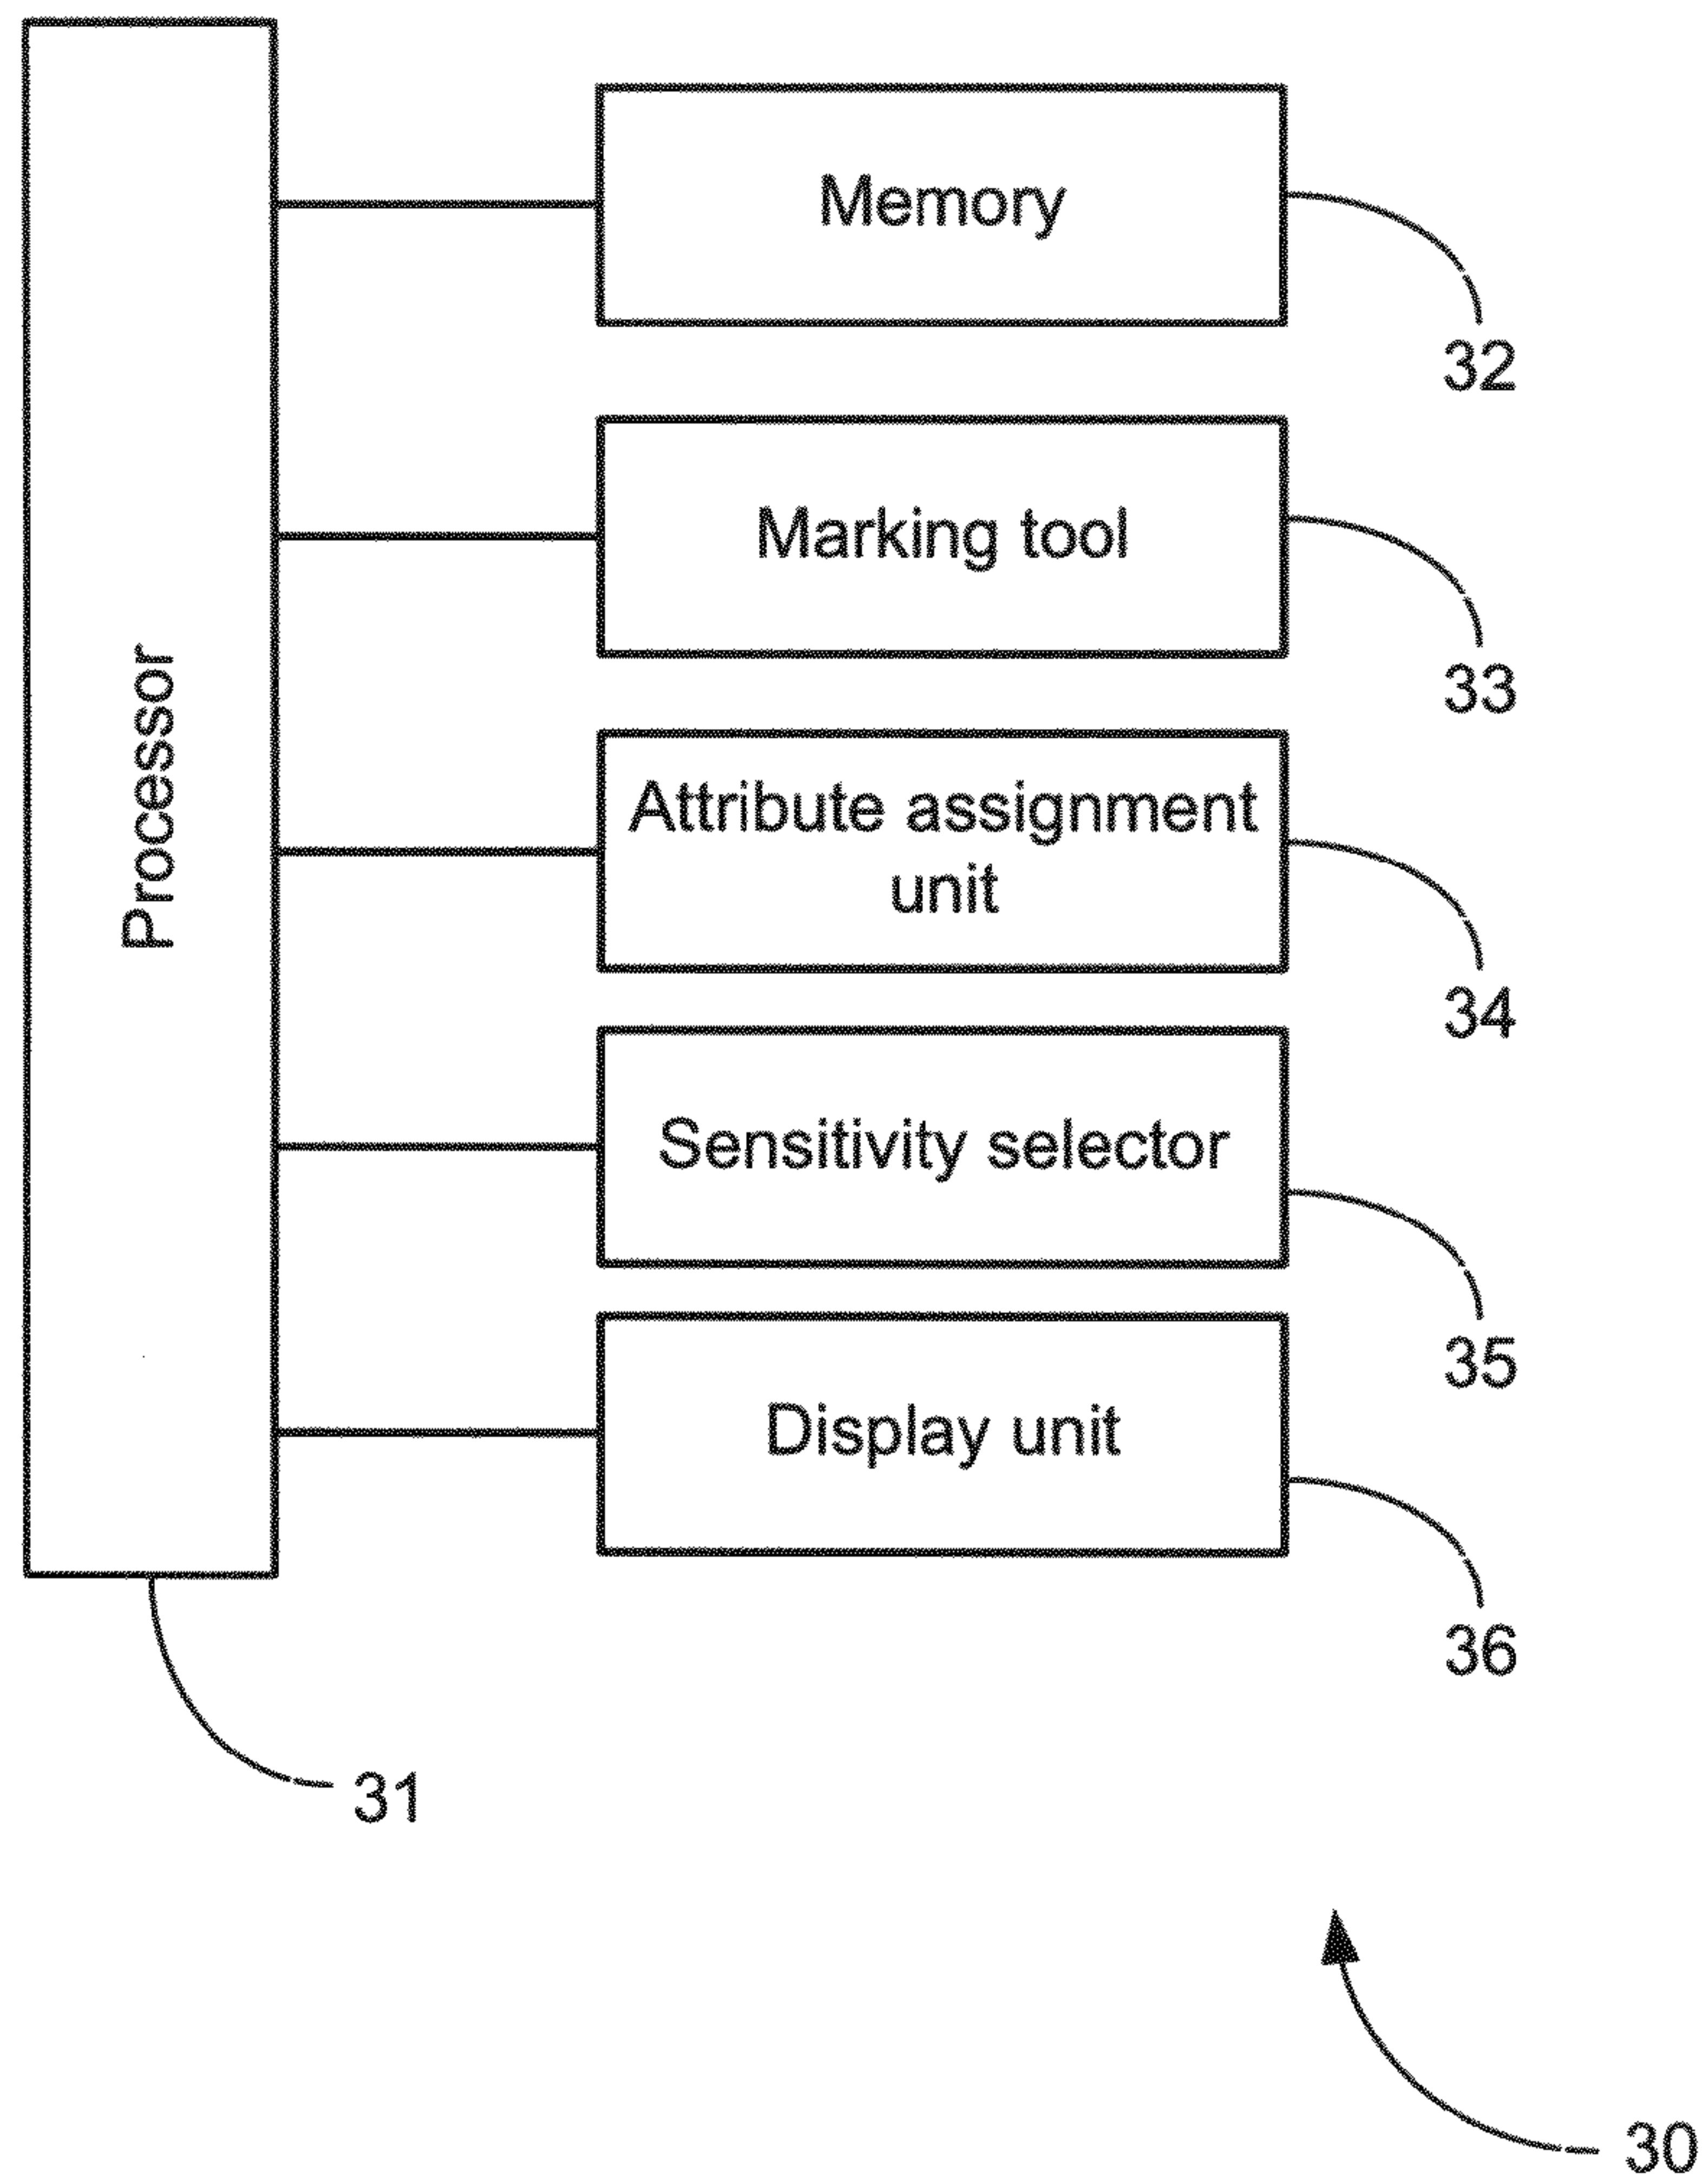 Processor
Memory
32
Marking tool
33
Attribute assignment
unit
34
Sensitivity selector
35
Display unit
36
31
30